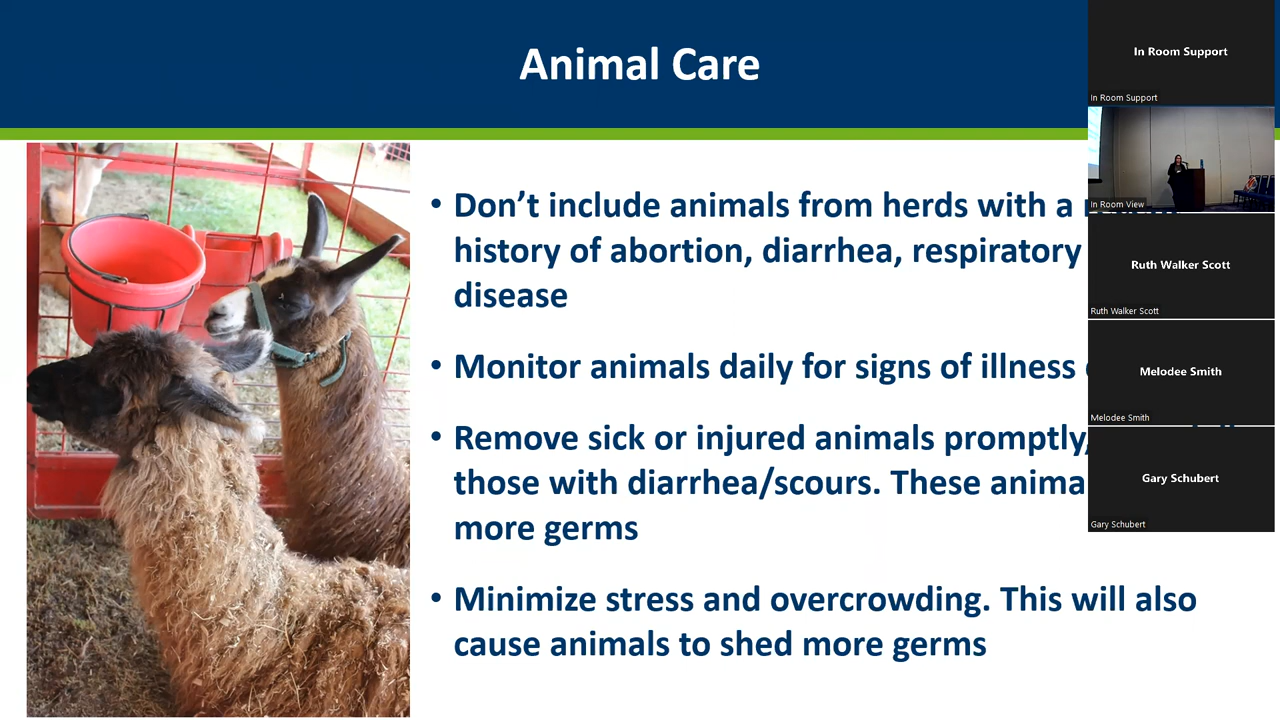 Animal Care
• Don’t include animals from herds with a
history of abortion, diarrhea, respiratory
disease
• Monitor animals daily for signs of illness
• Remove sick or injured animals promptly,
those with diarrhea/scours. These
more germs
• Minimize stress and overcrowding. This will also
cause animals to shed more germs
In Room Support
In Room Support
In Room View
Ruth Walker Scott
Ruth Walker Scott
Melodee Smith
Melodee Smith
Gary Schubert
Gary Schubert